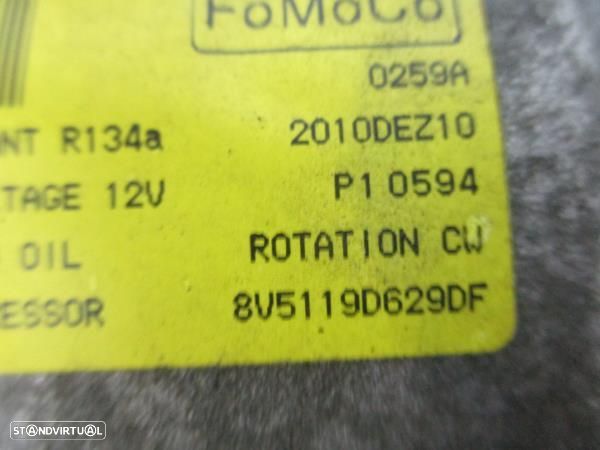 FoMoCo
0259A
NT R134a 2010DEZ10
TAGE 12V P1 0594
OIL ROTATION CW
ESSOR 8V5119D629DF
STANDVIRTUAL